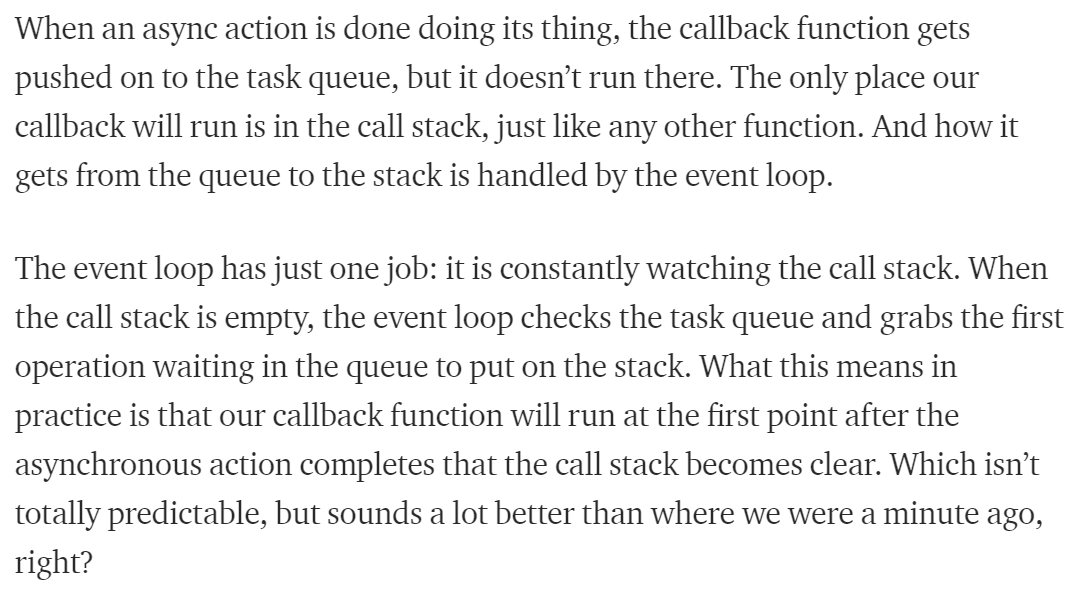 When an async action is done doing its thing, the callback function gets
pushed on to the task queue, but it doesn’t run there. The only place our
callback will run is in the call stack, just like any other function. And how it
gets from the queue to the stack is handled by the event loop.
The event loop has just one job: it is constantly watching the call stack. When
the call stack is empty, the event loop checks the task queue and grabs the first
operation waiting in the queue to put on the stack. What this means in
practice is that our callback function will run at the first point after the
asynchronous action completes that the call stack becomes clear. Which isn’t
totally predictable, but sounds a lot better than where we were a minute ago,
right?